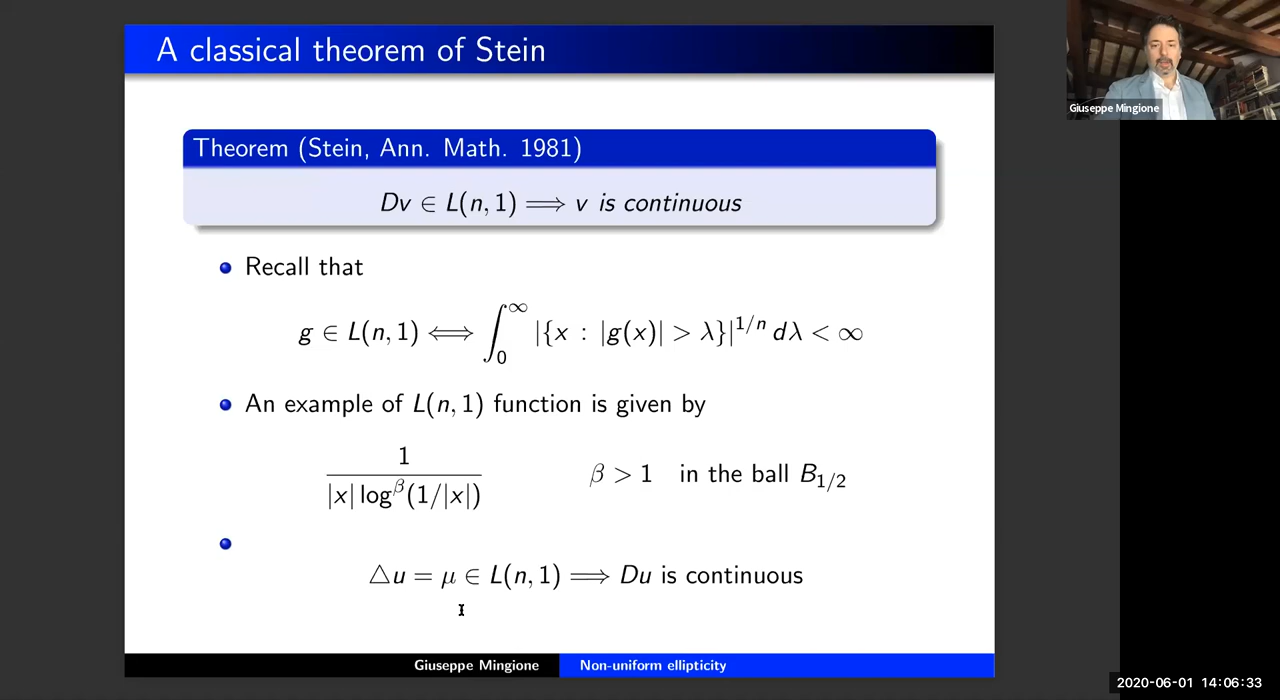 A classical theorem of Stein
Giuseppe Mingione
Theorem (Stein, Ann. Math. 1981)
Dv ∈ L(n, 1) ⟹ v is continuous
Recall that
g ∈ L(n, 1) ⟺ ∫₀^∞ |{x : |g(x)| > λ}|^{1/n} dλ < ∞
An example of L(n, 1) function is given by
1 / (|x| log^β(1/|x|))   β > 1 in the ball B_{1/2}
△u = μ ∈ L(n, 1) ⟹ Du is continuous
Giuseppe Mingione Non-uniform ellipticity
2020-06-01 14:06:33